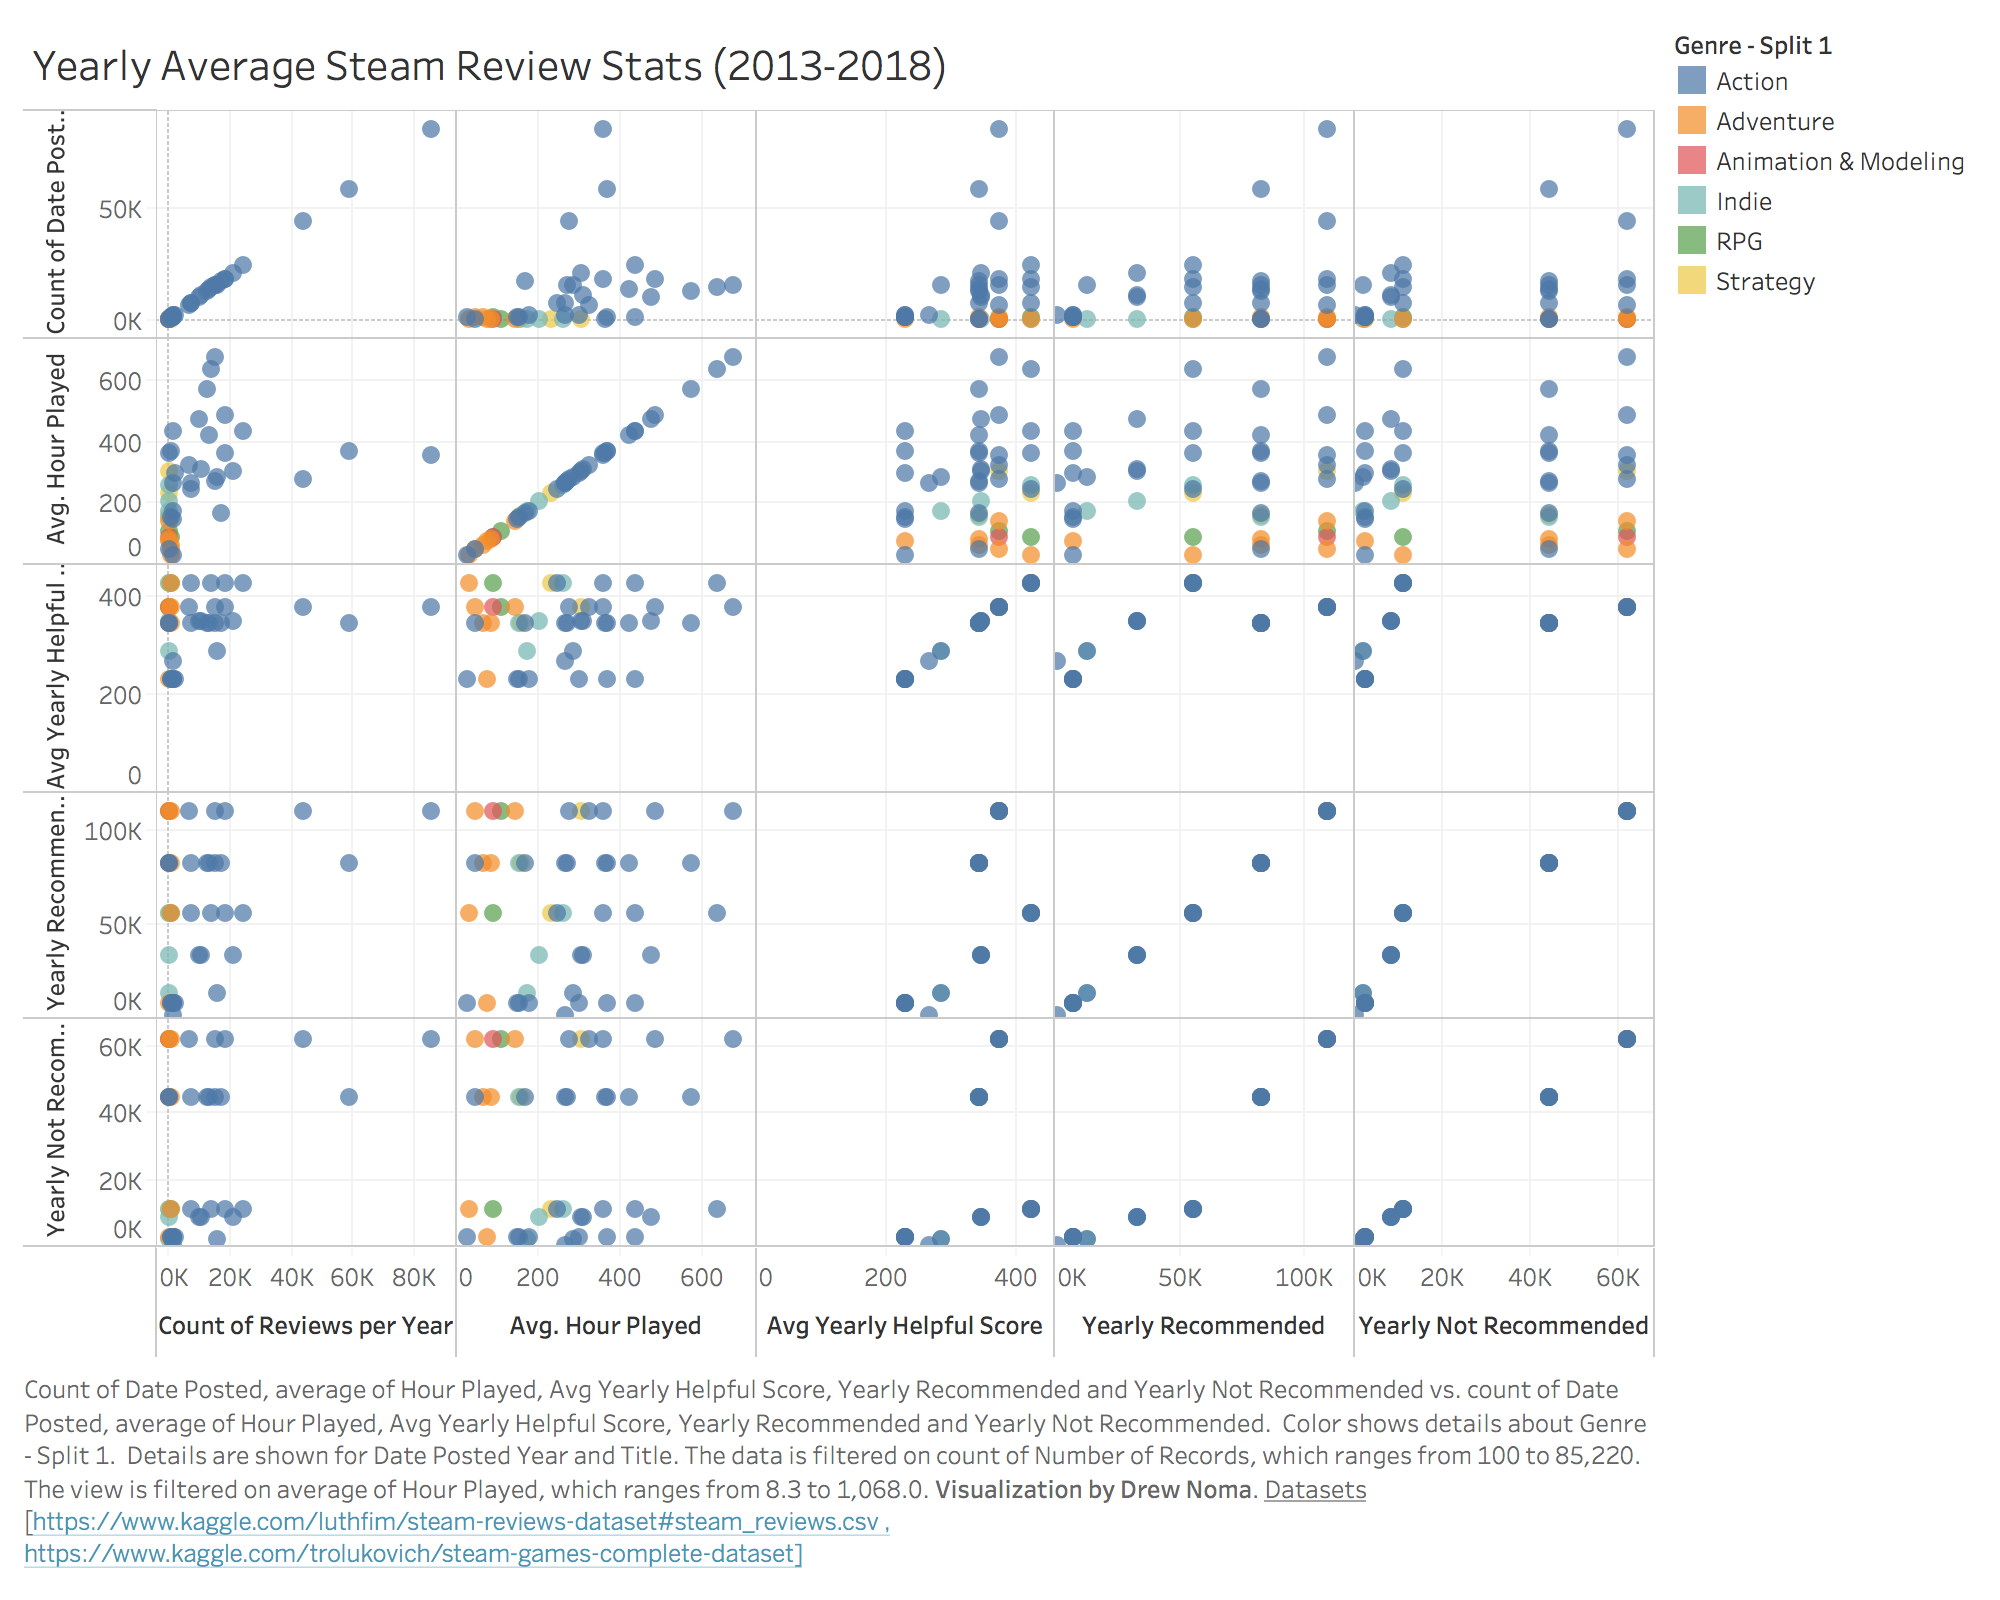 Yearly Average Steam Review Stats (2013-2018)
Genre - Split 1
Action
Adventure
Animation & Modeling
Indie
RPG
Strategy
Count of Date Post..
50K
0K
Avg. Hour Played
600
400
200
0
Avg Yearly Helpful ..
400
200
0
Yearly Recommen..
100K
50K
0K
Yearly Not Recom..
60K
40K
20K
0K
0K 20K 40K 60K 80K 0 200 400 600 0 200 400 0K 50K 100K 0K 20K 40K 60K
Count of Reviews per Year Avg. Hour Played Avg Yearly Helpful Score Yearly Recommended Yearly Not Recommended
Count of Date Posted, average of Hour Played, Avg Yearly Helpful Score, Yearly Recommended and Yearly Not Recommended vs. count of Date
Posted, average of Hour Played, Avg Yearly Helpful Score, Yearly Recommended and Yearly Not Recommended. Color shows details about Genre
- Split 1. Details are shown for Date Posted Year and Title. The data is filtered on count of Number of Records, which ranges from 100 to 85,220.
The view is filtered on average of Hour Played, which ranges from 8.3 to 1,068.0. Visualization by Drew Noma. Datasets
[https://www.kaggle.com/luthfim/steam-reviews-dataset#steam_reviews.csv ,
https://www.kaggle.com/trolukovich/steam-games-complete-dataset]